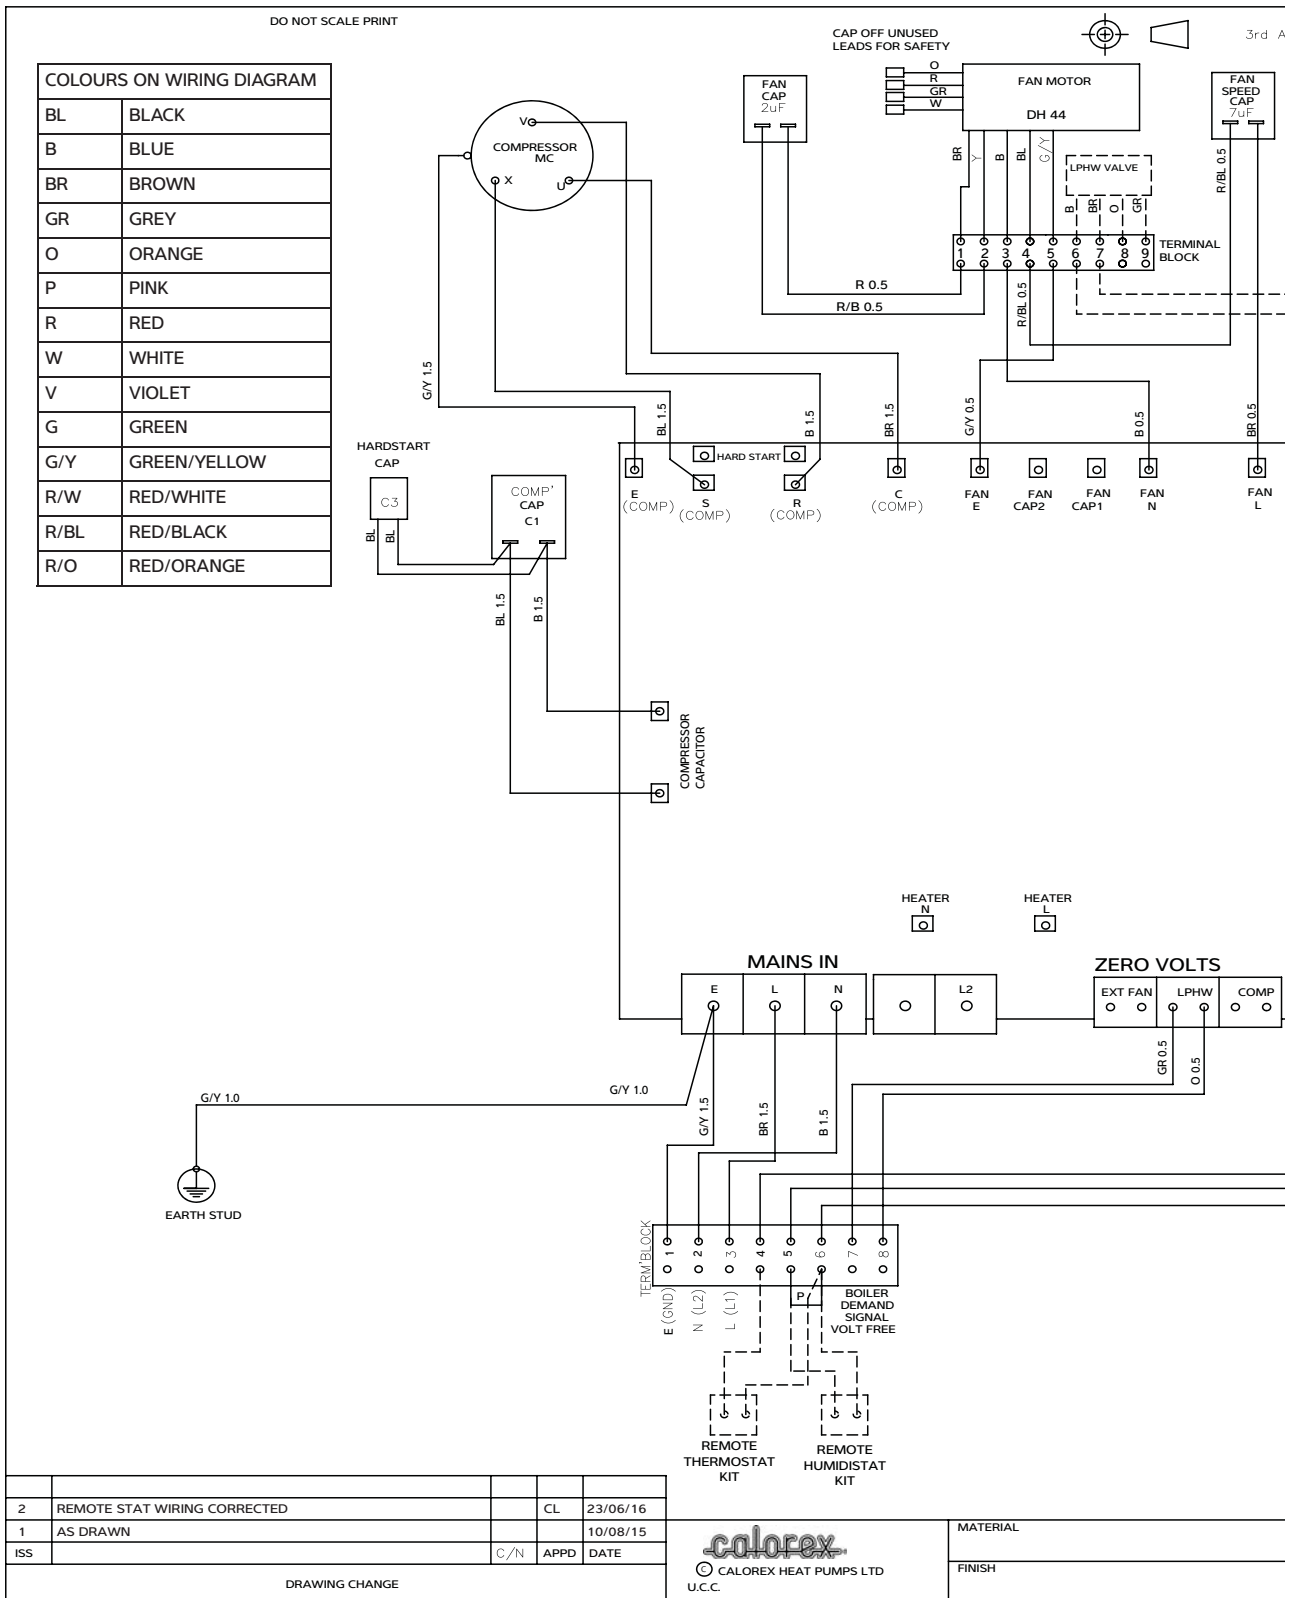 DO NOT SCALE PRINT
COLOURS ON WIRING DIAGRAM
BL BLACK
B BLUE
BR BROWN
GR GREY
O ORANGE
P PINK
R RED
W WHITE
V VIOLET
G GREEN
G/Y GREEN/YELLOW
R/W RED/WHITE
R/BL RED/BLACK
R/O RED/ORANGE
CAP OFF UNUSED
LEADS FOR SAFETY
3rd A
O
R
GR
W
FAN MOTOR
DH 44
FAN
CAP
2uF
FAN
SPEED
CAP
7uF
V
COMPRESSOR
MC
X
U
BR
Y
B
BL
G/Y
LPHW VALVE
B
BR
O
GR
R/BL 0.5
1 2 3 4 5 6 7 8 9
TERMINAL
BLOCK
R 0.5
R/B 0.5
R/BL 0.5
G/Y 1.5
BL 1.5
B 1.5
BR 1.5
G/Y 0.5
B 0.5
BR 0.5
HARDSTART
CAP
C3
BL
BL
COMP'
CAP
C1
HARD START
E
(COMP)
S
(COMP)
R
(COMP)
C
(COMP)
FAN
E
FAN
CAP2
FAN
CAP1
FAN
N
FAN
L
BL 1.5
B 1.5
COMPRESSOR
CAPACITOR
HEATER
N
HEATER
L
MAINS IN
E L N
L2
ZERO VOLTS
EXT FAN LPHW COMP
GR 0.5
O 0.5
G/Y 1.0
G/Y 1.0
G/Y 1.5
BR 1.5
B 1.5
EARTH STUD
TERM'BLOCK
1 2 3 4 5 6 7 8
E (GND)
N (L2)
L (L1)
P
BOILER
DEMAND
SIGNAL
VOLT FREE
REMOTE
THERMOSTAT
KIT
REMOTE
HUMIDISTAT
KIT
2 REMOTE STAT WIRING CORRECTED CL 23/06/16
1 AS DRAWN 10/08/15
ISS C/N APPD DATE
DRAWING CHANGE
calorex
© CALOREX HEAT PUMPS LTD
U.C.C.
MATERIAL
FINISH